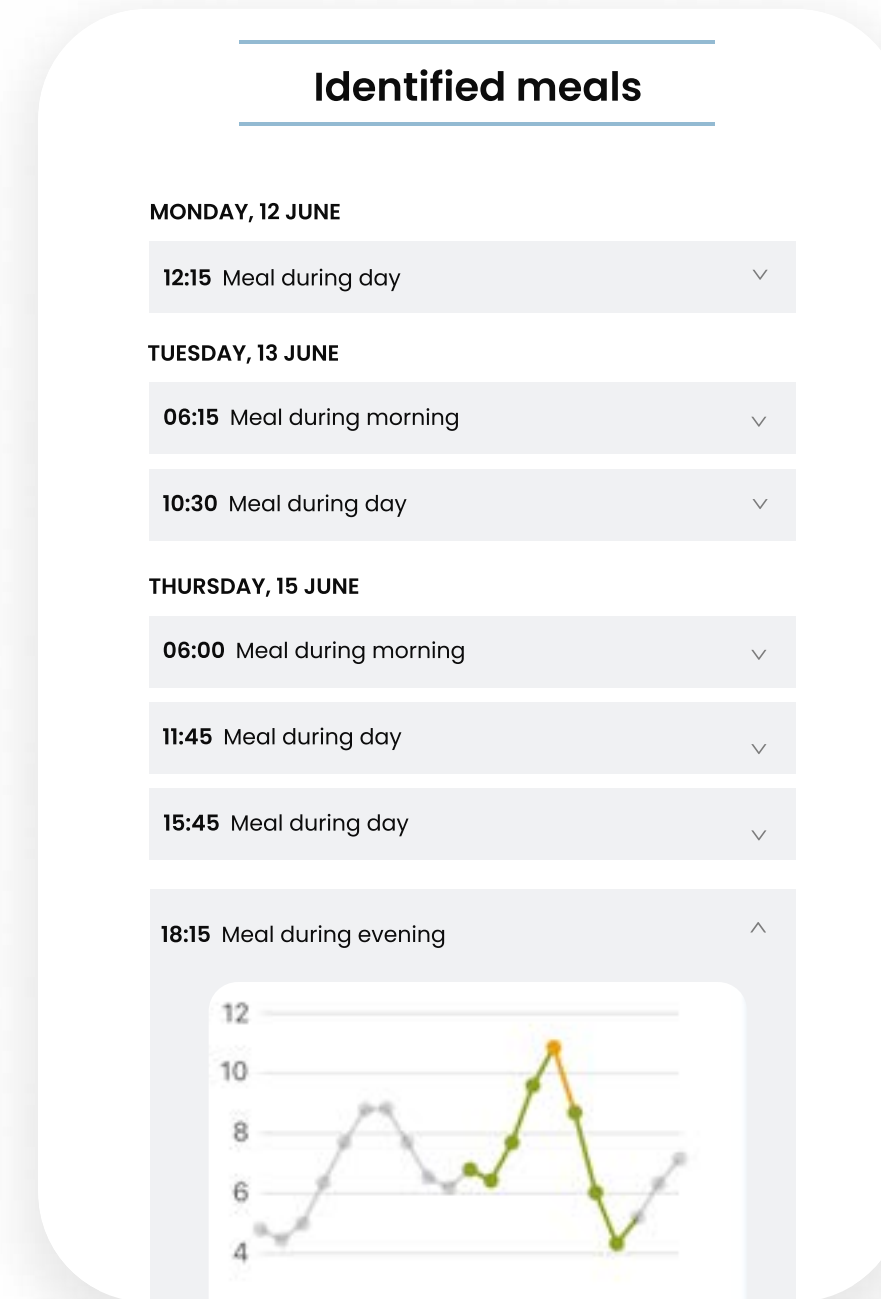 Identified meals
MONDAY, 12 JUNE
12:15 Meal during day
TUESDAY, 13 JUNE
06:15 Meal during morning
10:30 Meal during day
THURSDAY, 15 JUNE
06:00 Meal during morning
11:45 Meal during day
15:45 Meal during day
18:15 Meal during evening
12
10
8
6
4